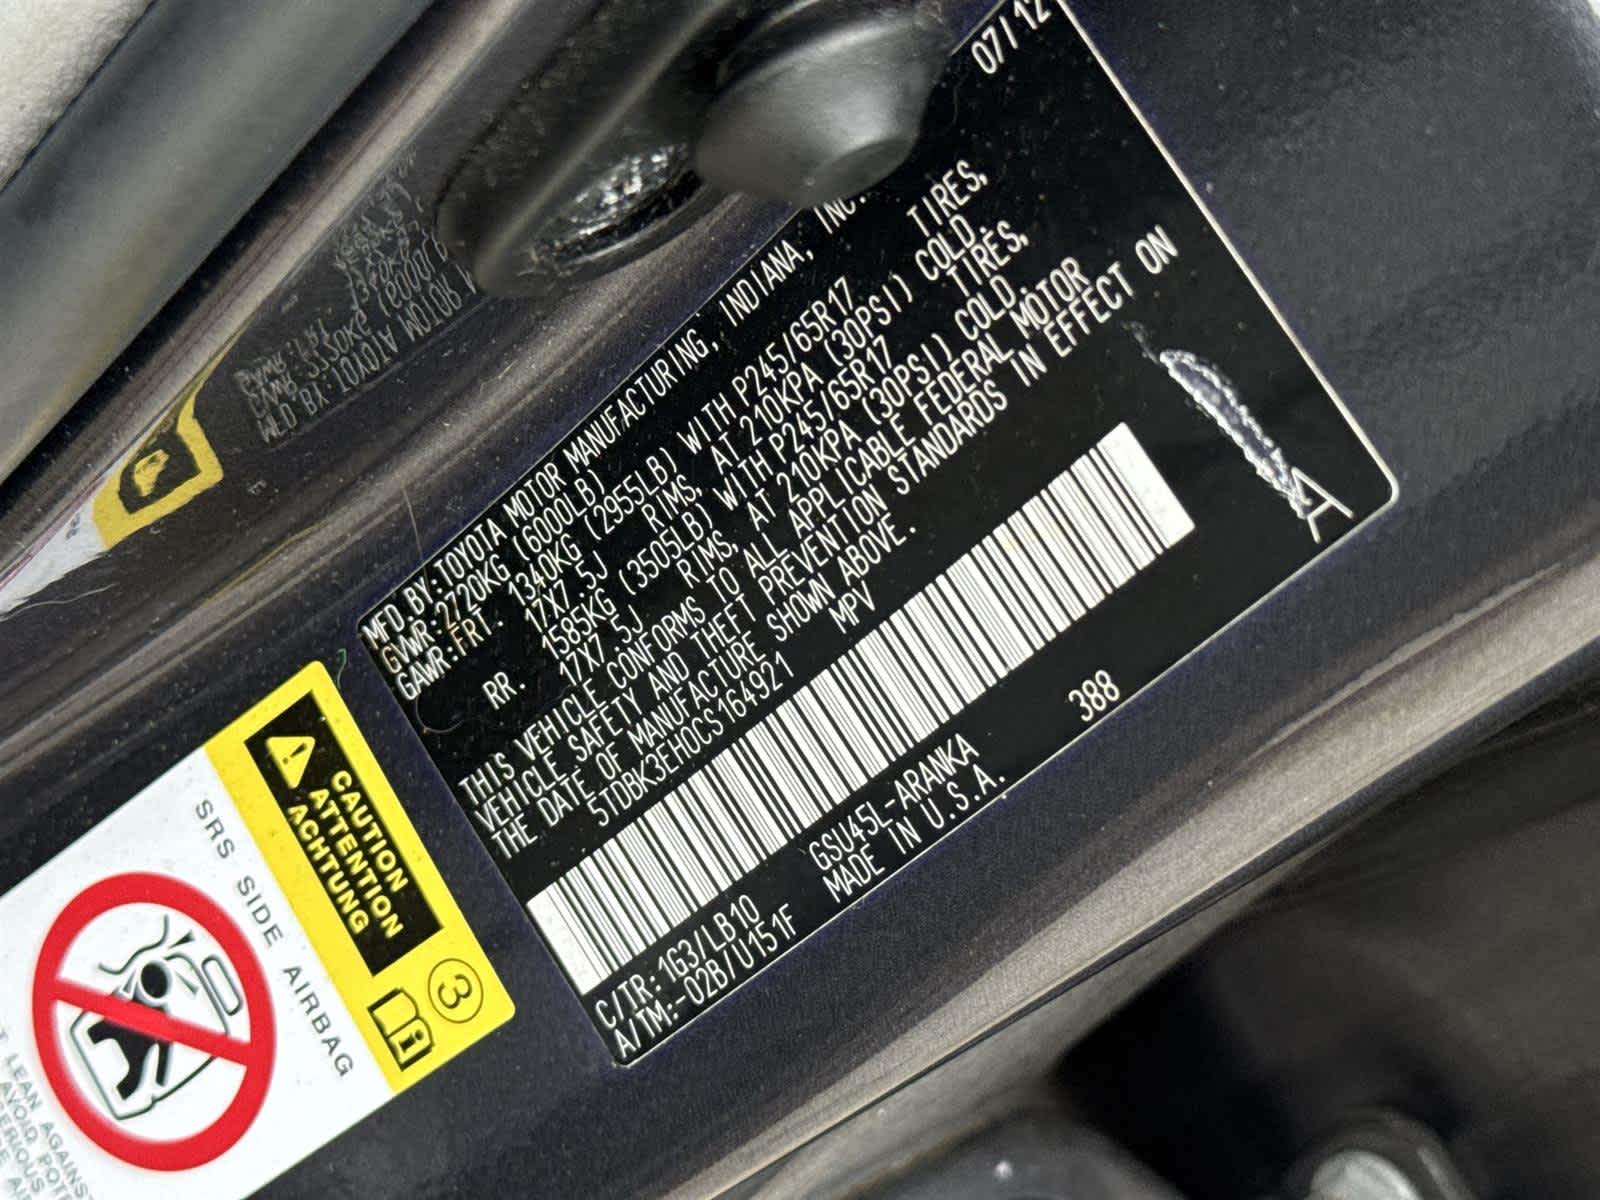 07/12
MFD.BY:TOYOTA MOTOR MANUFACTURING, INDIANA, INC.
GVWR:2720KG (6000LB)
GAWR:FRT. 1340KG (2955LB) WITH P245/65R17 TIRES,
17X7.5J RIMS, AT 210KPA (30PSI) COLD.
RR. 1585KG (3505LB) WITH P245/65R17 TIRES,
17X7.5J RIMS, AT 210KPA (30PSI) COLD.
THIS VEHICLE CONFORMS TO ALL APPLICABLE FEDERAL MOTOR
VEHICLE SAFETY AND THEFT PREVENTION STANDARDS IN EFFECT ON
THE DATE OF MANUFACTURE SHOWN ABOVE.
5TDBK3EH0CS164921 MPV
388
C/TR:1G3/LB10 GSU45L-ARANKA
A/TM:-02B/U151F MADE IN U.S.A.
A
CAUTION
ATTENTION
ACHTUNG
3
i
SRS SIDE AIRBAG
LEAN AGAINST
AVOID